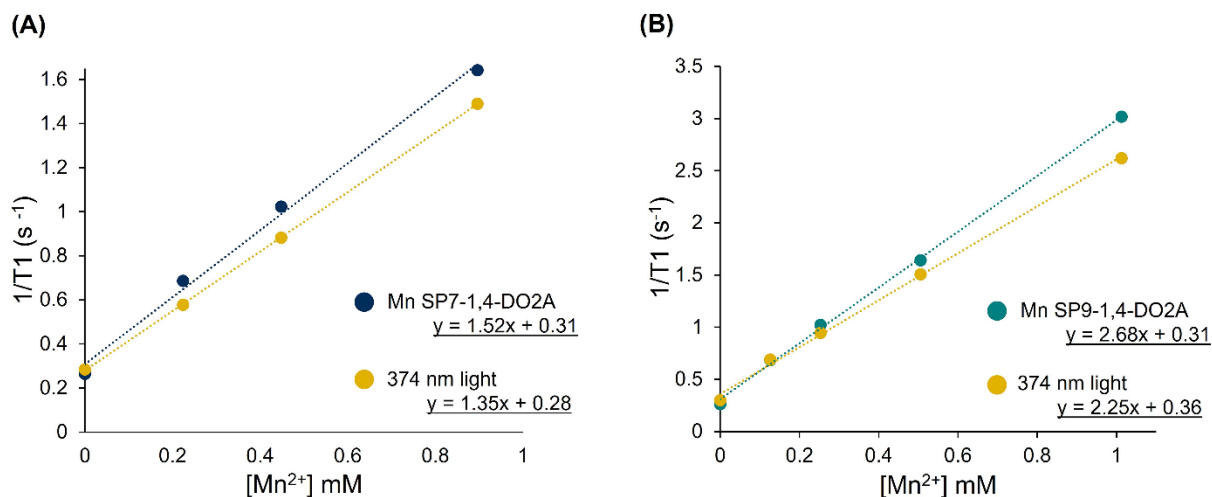 (A)
1/T1 (s⁻¹)
1.6
1.4
1.2
1
0.8
0.6
0.4
0.2
0
0
0.2
0.4
0.6
0.8
1
[Mn²⁺] mM
Mn SP7-1,4-DO2A
y = 1.52x + 0.31
374 nm light
y = 1.35x + 0.28
(B)
1/T1 (s⁻¹)
3.5
3
2.5
2
1.5
1
0.5
0
0
0.2
0.4
0.6
0.8
1
[Mn²⁺] mM
Mn SP9-1,4-DO2A
y = 2.68x + 0.31
374 nm light
y = 2.25x + 0.36